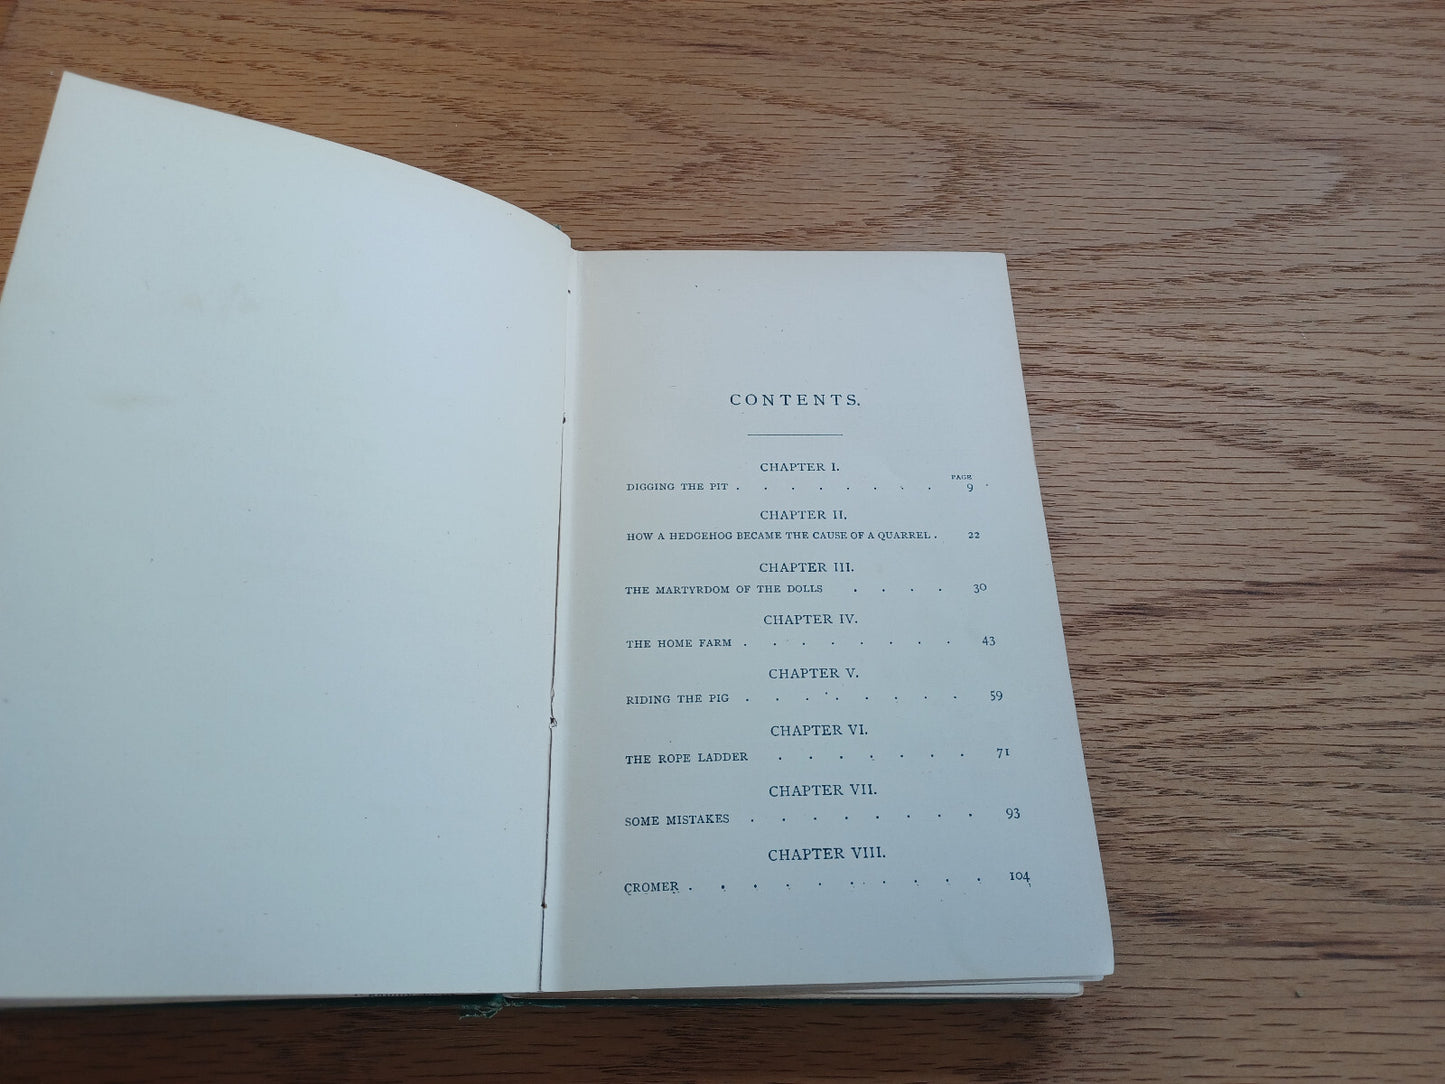 CONTENTS.
CHAPTER I.
PAGE
DIGGING THE PIT . . . . . . . . 9
CHAPTER II.
HOW A HEDGEHOG BECAME THE CAUSE OF A QUARREL . 22
CHAPTER III.
THE MARTYRDOM OF THE DOLLS . . . . 30
CHAPTER IV.
THE HOME FARM . . . . . . . . 43
CHAPTER V.
RIDING THE PIG . . . . . . . . 59
CHAPTER VI.
THE ROPE LADDER . . . . . . . 71
CHAPTER VII.
SOME MISTAKES . . . . . . . . 93
CHAPTER VIII.
CROMER . . . . . . . . . . 104